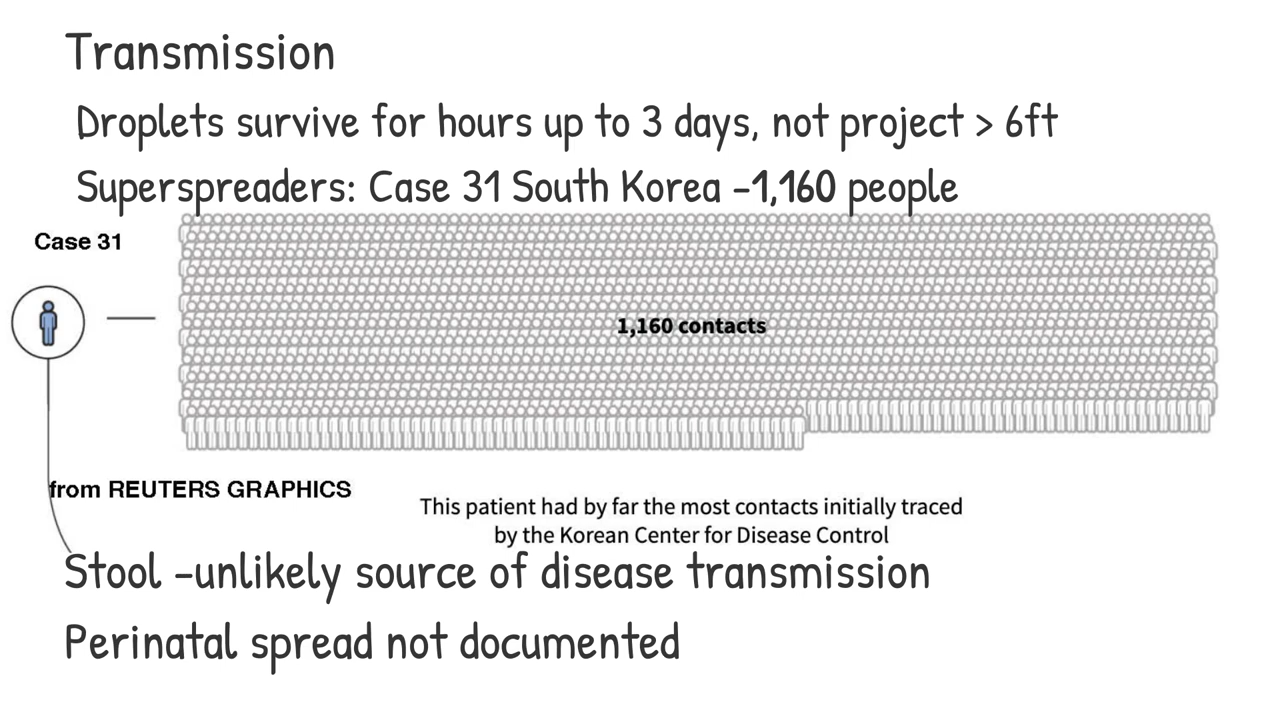 Transmission
Droplets survive for hours up to 3 days, not project > 6ft
Superspreaders: Case 31 South Korea -1,160 people
Case 31
1,160 contacts
from REUTERS GRAPHICS
This patient had by far the most contacts initially traced
by the Korean Center for Disease Control
Stool -unlikely source of disease transmission
Perinatal spread not documented